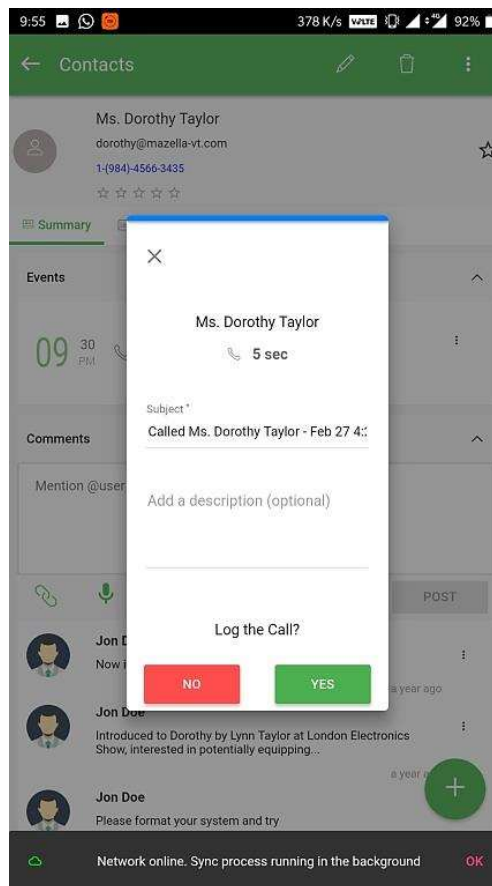 9:55
378 K/s VoLTE 4G 92%
Contacts
Ms. Dorothy Taylor
dorothy@mazella-vt.com
1-(984)-4566-3435
Summary
Events
09 30
PM
Ms. Dorothy Taylor
5 sec
Subject *
Called Ms. Dorothy Taylor - Feb 27 4:
Add a description (optional)
Log the Call?
NO
YES
Comments
Mention @user
POST
Jon D
Now i
a year ago
Jon Doe
Introduced to Dorothy by Lynn Taylor at London Electronics
Show, interested in potentially equipping...
a year a
Jon Doe
Please format your system and try
Network online. Sync process running in the background
OK